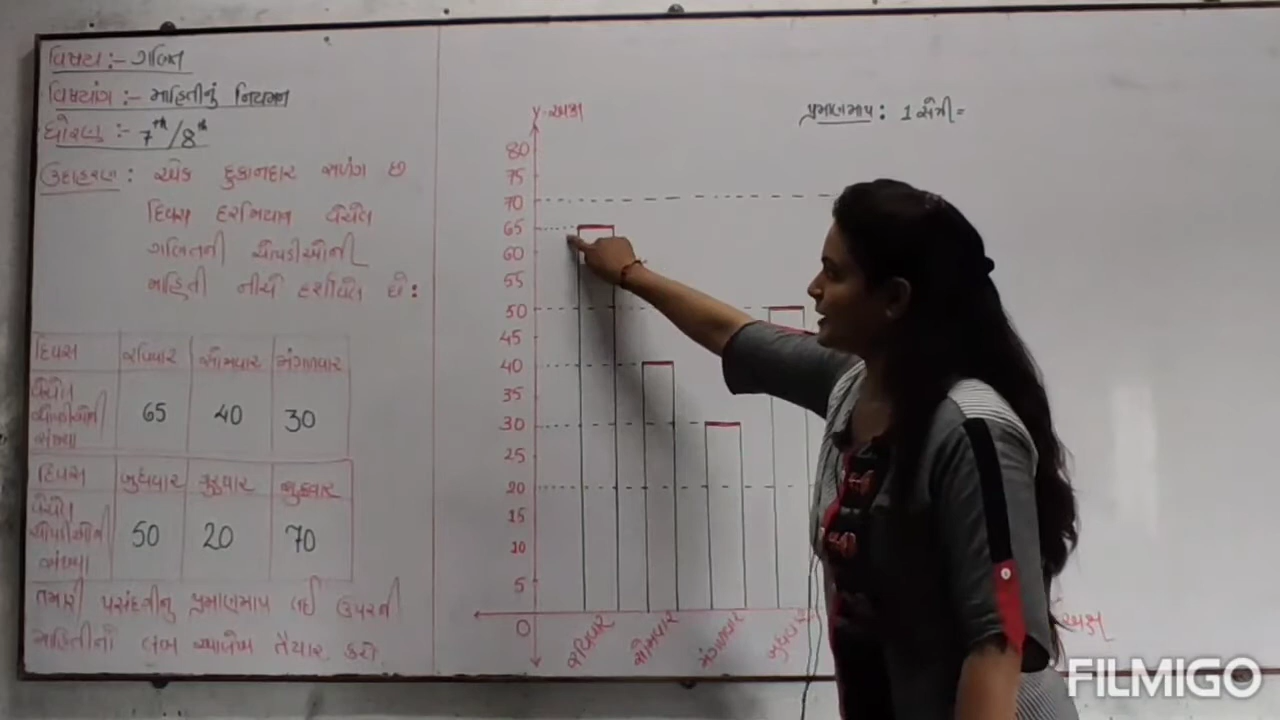 વિષય :- ગણિત
વિષયાંગ :- માહિતીનું નિયમન
ધોરણ :- 7th/8th
ઉદાહરણ : એક દુકાનદાર સળંગ છ
દિવસ દરમિયાન વેચેલ
ગણિતની ચોપડીઓની
માહિતી નીચે દર્શાવેલ છે :
દિવસ રવિવાર સોમવાર મંગળવાર
વેચેલ
ચોપડીઓની
સંખ્યા
65 40 30
દિવસ બુધવાર ગુરુવાર શુક્રવાર
વેચેલ
ચોપડીઓની
સંખ્યા
50 20 70
તમારી પસંદગીનું પ્રમાણમાપ લઈ ઉપરની
માહિતીનો લંબ આલેખ તૈયાર કરો
પ્રમાણમાપ : 1 સેમી =
Y-અક્ષ
80
75
70
65
60
55
50
45
40
35
30
25
20
15
10
5
0
રવિવાર
સોમવાર
મંગળવાર
બુધવાર
અક્ષ
FILMIGO